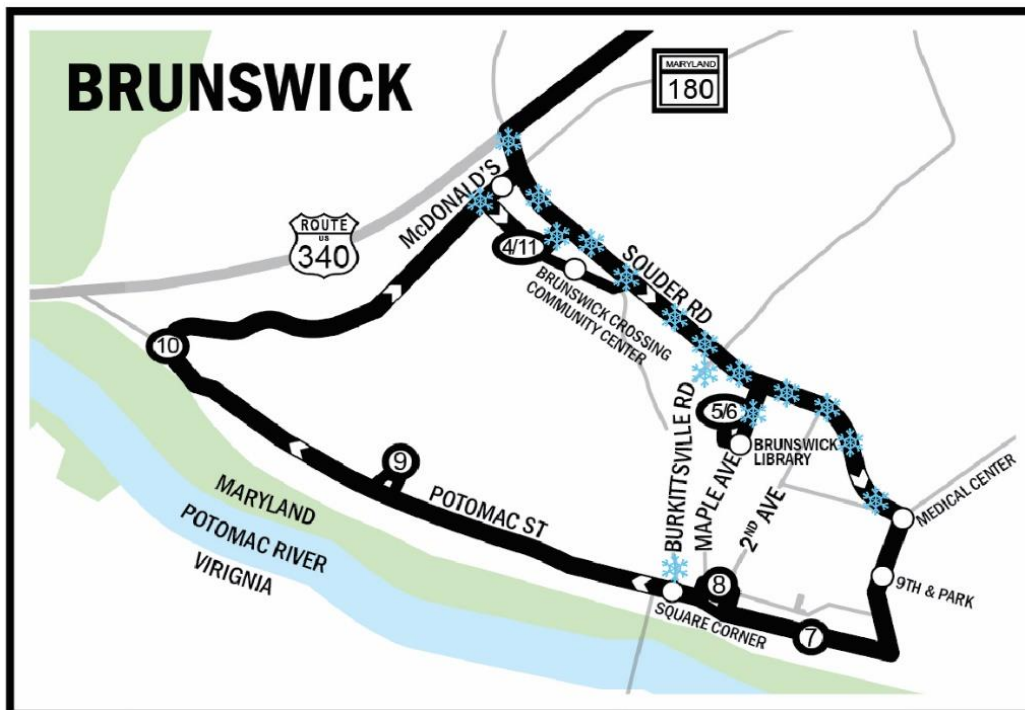 BRUNSWICK
MARYLAND
180
McDONALD'S
ROUTE
US
340
4/11
SOUDER RD
BRUNSWICK CROSSING
COMMUNITY CENTER
10
5/6
BRUNSWICK
LIBRARY
BURKITTSVILLE RD
MAPLE AVE
2ND AVE
MEDICAL CENTER
9
POTOMAC ST
MARYLAND
POTOMAC RIVER
VIRIGNIA
8
9TH & PARK
SQUARE CORNER
7